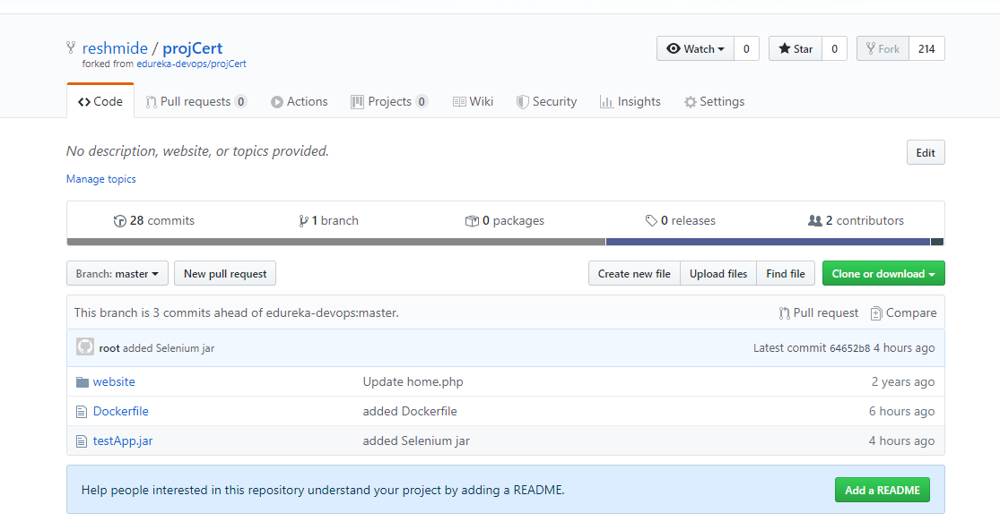 reshmide / projCert
forked from edureka-devops/projCert
Watch 0 Star 0 Fork 214
Code Pull requests 0 Actions Projects 0 Wiki Security Insights Settings
No description, website, or topics provided.
Edit
Manage topics
28 commits 1 branch 0 packages 0 releases 2 contributors
Branch: master New pull request Create new file Upload files Find file Clone or download
This branch is 3 commits ahead of edureka-devops:master. Pull request Compare
root added Selenium jar Latest commit 64652b8 4 hours ago
website Update home.php 2 years ago
Dockerfile added Dockerfile 6 hours ago
testApp.jar added Selenium jar 4 hours ago
Help people interested in this repository understand your project by adding a README. Add a README